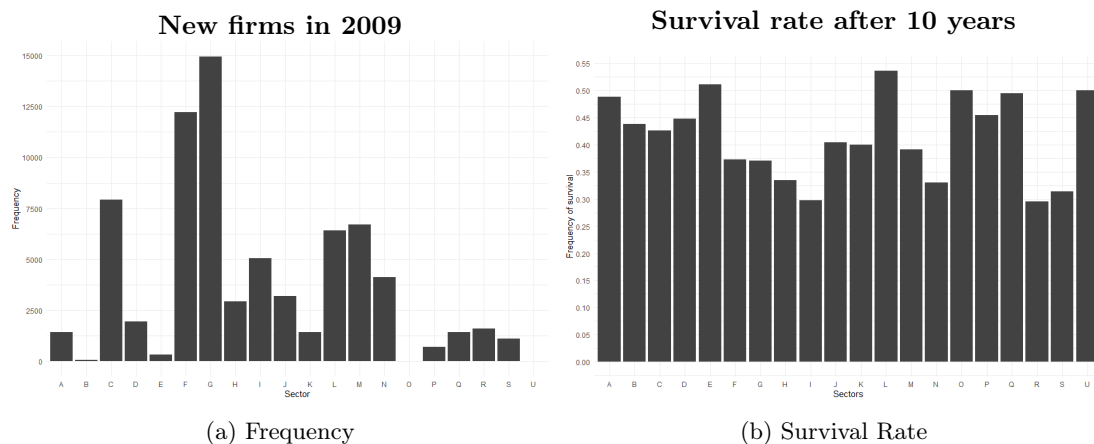 New firms in 2009
15000
12500
10000
7500
5000
2500
0
Frequency
A B C D E F G H I J K L M N O P Q R S U
Sector
(a) Frequency
Survival rate after 10 years
0.55
0.50
0.45
0.40
0.35
0.30
0.25
0.20
0.15
0.10
0.05
0.00
Frequency of survival
A B C D E F G H I J K L M N O P Q R S U
Sectors
(b) Survival Rate